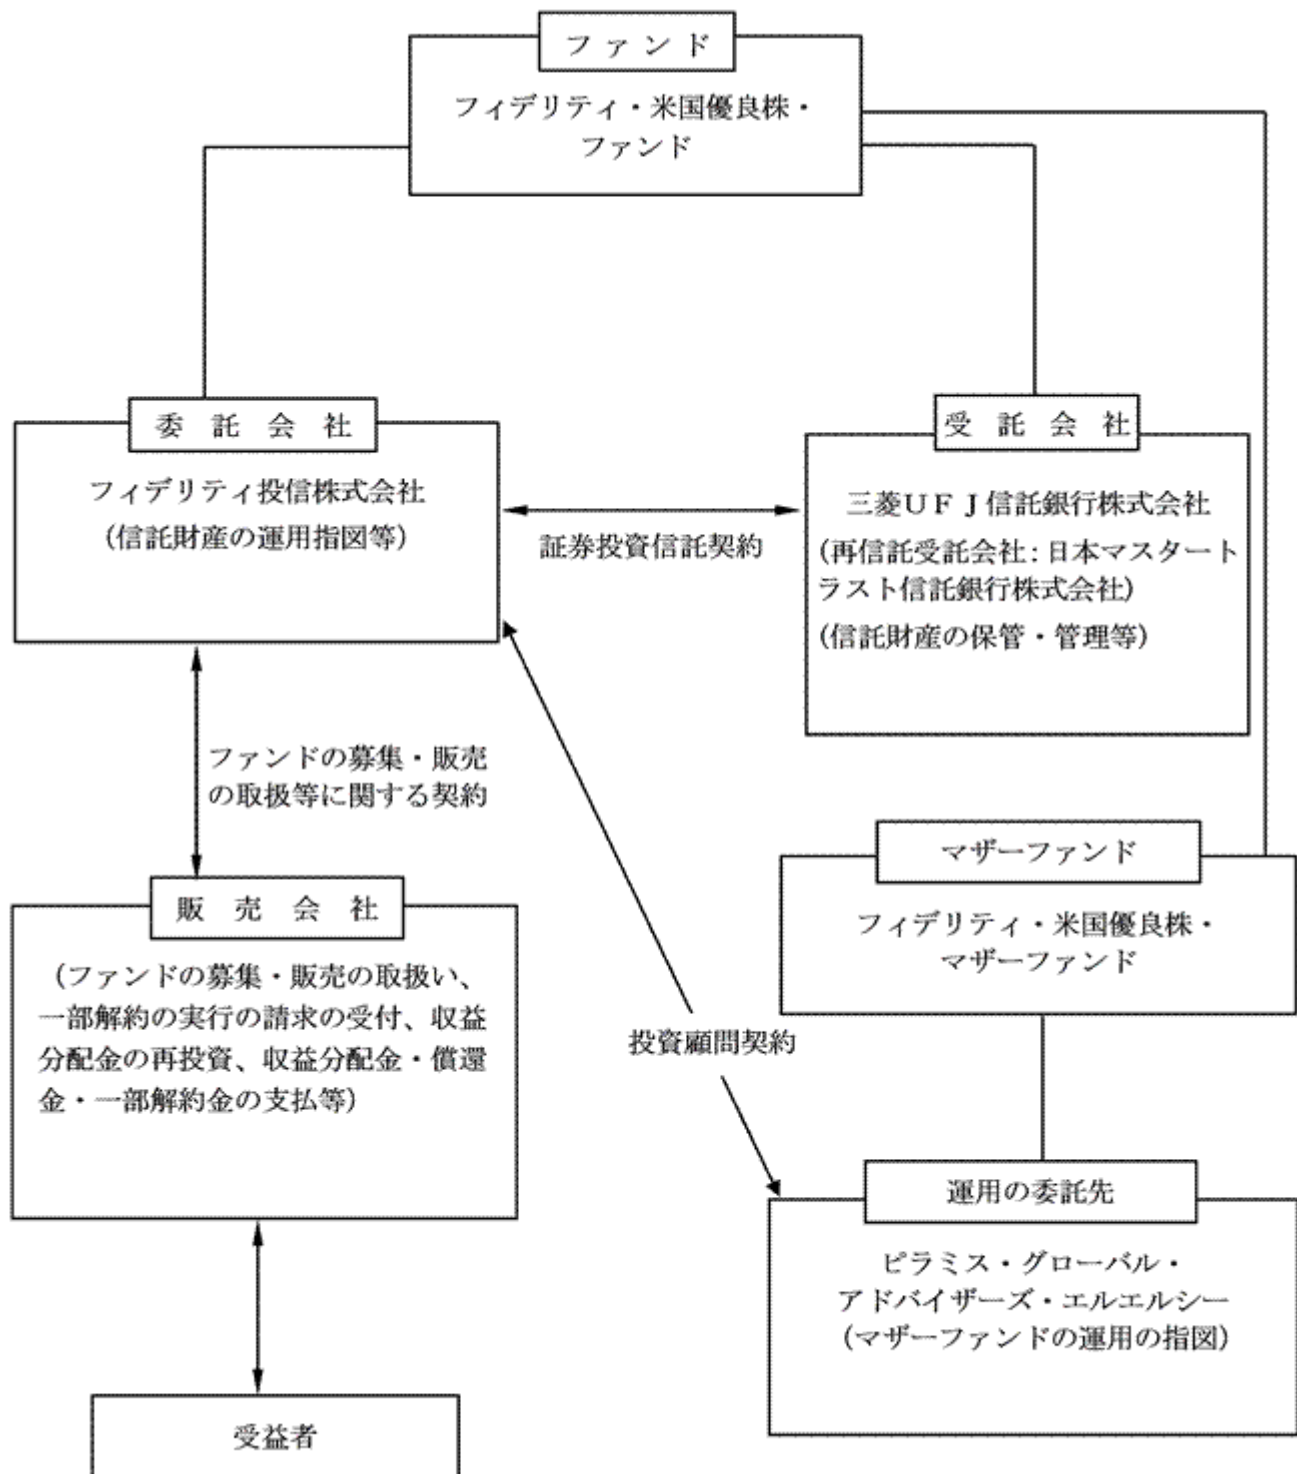 ファンド
フィデリティ・米国優良株・
ファンド
委託会社
フィデリティ投信株式会社
(信託財産の運用指図等)
証券投資信託契約
受託会社
三菱UFJ信託銀行株式会社
(再信託受託会社:日本マスタート
ラスト信託銀行株式会社)
(信託財産の保管・管理等)
ファンドの募集・販売
の取扱等に関する契約
マザーファンド
フィデリティ・米国優良株・
マザーファンド
販売会社
(ファンドの募集・販売の取扱い、
一部解約の実行の請求の受付、収益
分配金の再投資、収益分配金・償還
金・一部解約金の支払等)
投資顧問契約
運用の委託先
ピラミス・グローバル・
アドバイザーズ・エルエルシー
(マザーファンドの運用の指図)
受益者